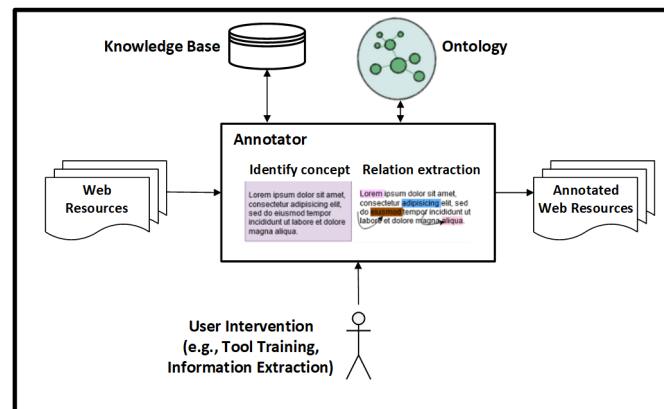 Knowledge Base
Ontology
Annotator
Identify concept
Relation extraction
Lorem ipsum dolor sit amet,
consectetur adipisicing elit,
sed do eiusmod tempor
incididunt ut labore et dolore
magna aliqua.
Lorem ipsum dolor sit amet,
consectetur adipisicing elit, sed
do eiusmod tempor incididunt ut
labore et dolore magna aliqua.
Web
Resources
Annotated
Web Resources
User Intervention
(e.g., Tool Training,
Information Extraction)